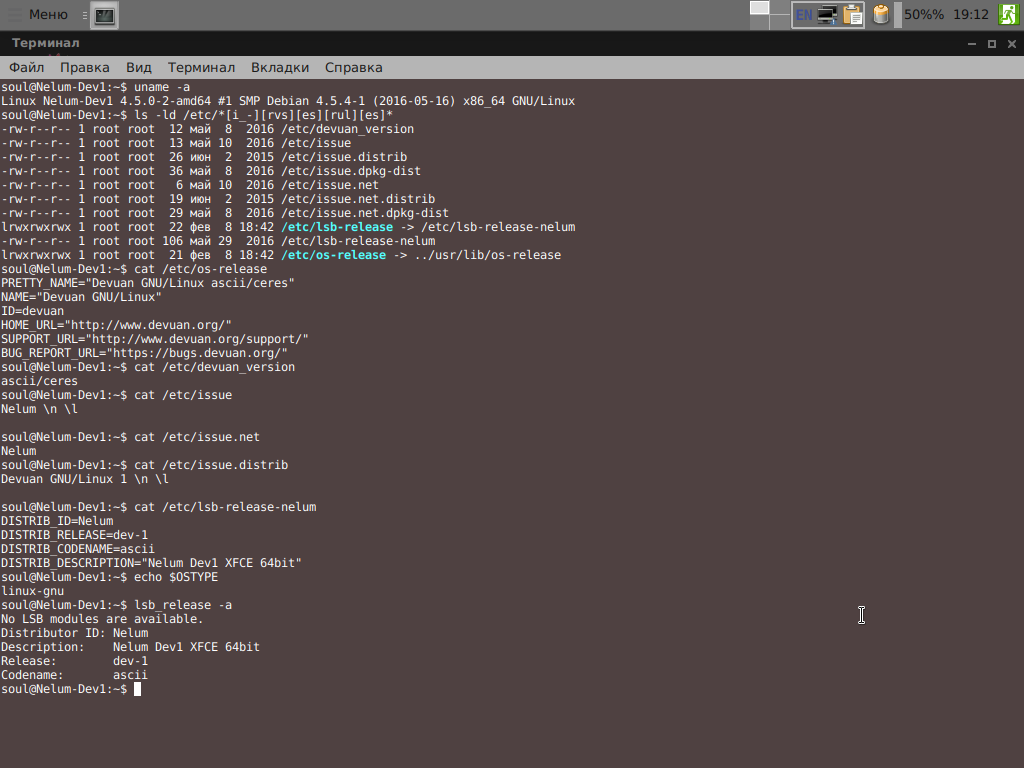 Меню
EN
50%% 19:12
Терминал
Файл Правка Вид Терминал Вкладки Справка
soul@Nelum-Dev1:~$ uname -a
Linux Nelum-Dev1 4.5.0-2-amd64 #1 SMP Debian 4.5.4-1 (2016-05-16) x86_64 GNU/Linux
soul@Nelum-Dev1:~$ ls -ld /etc/*[i_-][rvs][es][rul][es]*
-rw-r--r-- 1 root root  12 май  8  2016 /etc/devuan_version
-rw-r--r-- 1 root root  13 май 10  2016 /etc/issue
-rw-r--r-- 1 root root  26 июн  2  2015 /etc/issue.distrib
-rw-r--r-- 1 root root  36 май  8  2016 /etc/issue.dpkg-dist
-rw-r--r-- 1 root root   6 май 10  2016 /etc/issue.net
-rw-r--r-- 1 root root  19 июн  2  2015 /etc/issue.net.distrib
-rw-r--r-- 1 root root  29 май  8  2016 /etc/issue.net.dpkg-dist
lrwxrwxrwx 1 root root  22 фев  8 18:42 /etc/lsb-release -> /etc/lsb-release-nelum
-rw-r--r-- 1 root root 106 май 29  2016 /etc/lsb-release-nelum
lrwxrwxrwx 1 root root  21 фев  8 18:42 /etc/os-release -> ../usr/lib/os-release
soul@Nelum-Dev1:~$ cat /etc/os-release
PRETTY_NAME="Devuan GNU/Linux ascii/ceres"
NAME="Devuan GNU/Linux"
ID=devuan
HOME_URL="http://www.devuan.org/"
SUPPORT_URL="http://www.devuan.org/support/"
BUG_REPORT_URL="https://bugs.devuan.org/"
soul@Nelum-Dev1:~$ cat /etc/devuan_version
ascii/ceres
soul@Nelum-Dev1:~$ cat /etc/issue
Nelum \n \l

soul@Nelum-Dev1:~$ cat /etc/issue.net
Nelum
soul@Nelum-Dev1:~$ cat /etc/issue.distrib
Devuan GNU/Linux 1 \n \l

soul@Nelum-Dev1:~$ cat /etc/lsb-release-nelum
DISTRIB_ID=Nelum
DISTRIB_RELEASE=dev-1
DISTRIB_CODENAME=ascii
DISTRIB_DESCRIPTION="Nelum Dev1 XFCE 64bit"
soul@Nelum-Dev1:~$ echo $OSTYPE
linux-gnu
soul@Nelum-Dev1:~$ lsb_release -a
No LSB modules are available.
Distributor ID: Nelum
Description:    Nelum Dev1 XFCE 64bit
Release:        dev-1
Codename:       ascii
soul@Nelum-Dev1:~$